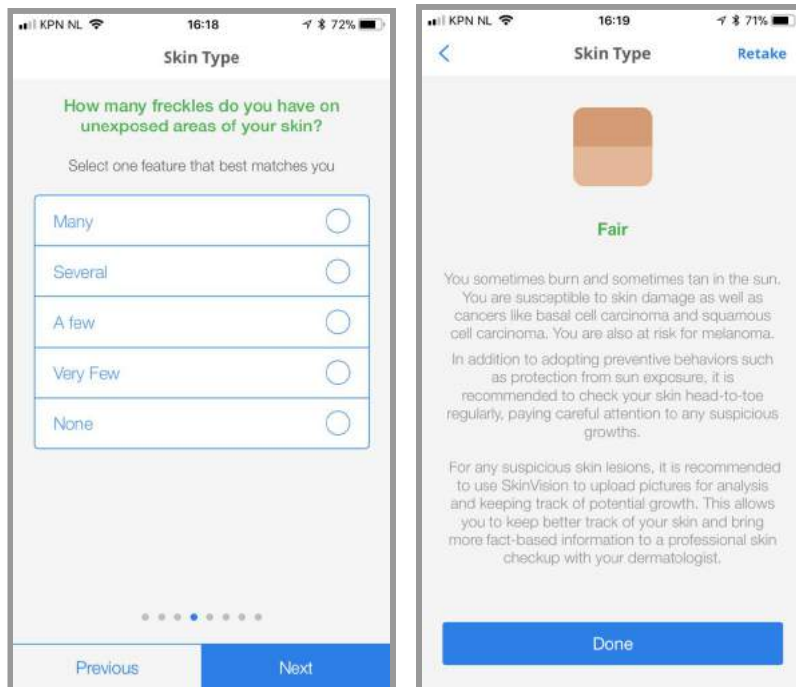 KPN NL 16:18 72%
Skin Type
How many freckles do you have on
unexposed areas of your skin?
Select one feature that best matches you
Many
Several
A few
Very Few
None
Previous Next
KPN NL 16:19 71%
Skin Type Retake
Fair
You sometimes burn and sometimes tan in the sun.
You are susceptible to skin damage as well as
cancers like basal cell carcinoma and squamous
cell carcinoma. You are also at risk for melanoma.
In addition to adopting preventive behaviors such
as protection from sun exposure, it is
recommended to check your skin head-to-toe
regularly, paying careful attention to any suspicious
growths.
For any suspicious skin lesions, it is recommended
to use SkinVision to upload pictures for analysis
and keeping track of potential growth. This allows
you to keep better track of your skin and bring
more fact-based information to a professional skin
checkup with your dermatologist.
Done